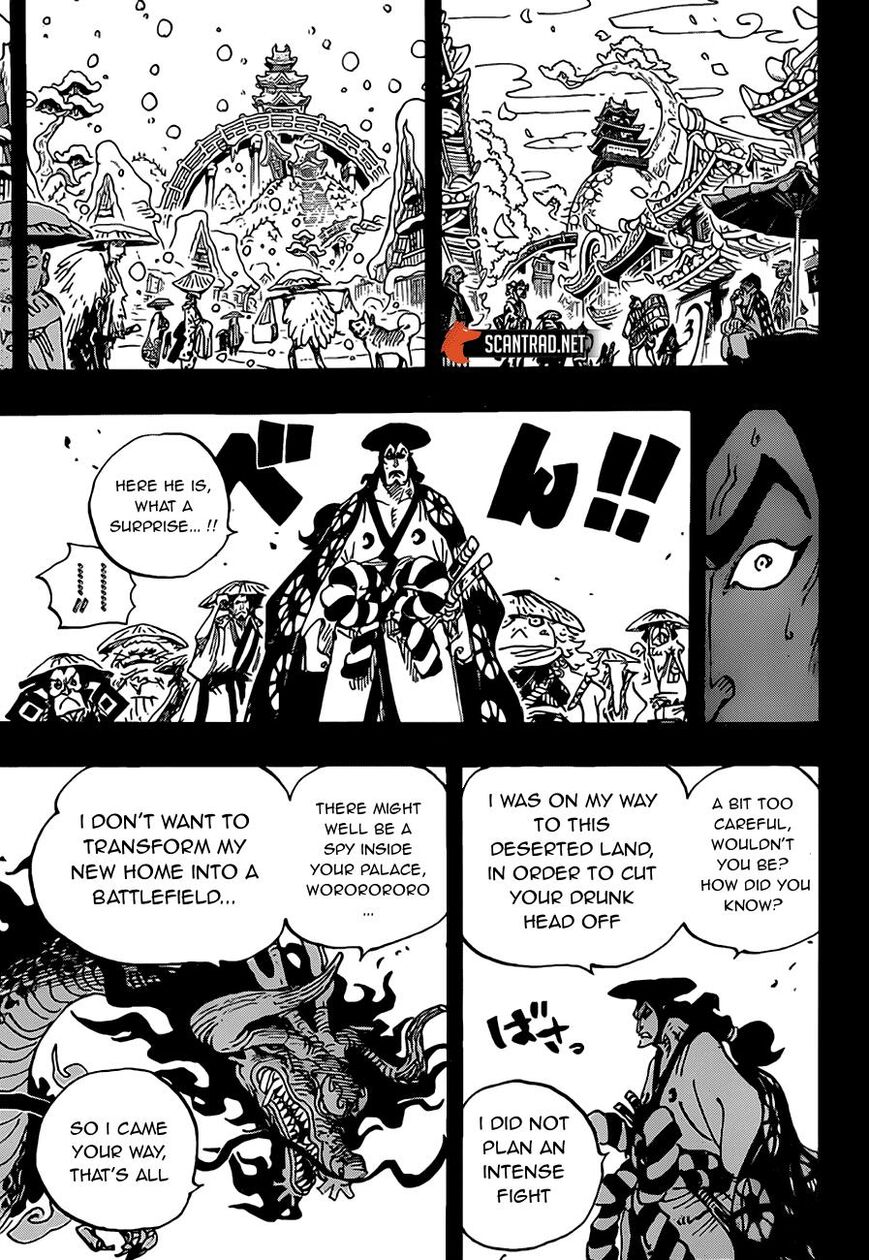 SCANTRAD.NET
べん!!
HERE HE IS,
WHAT A
SURPRISE... !!
A BIT TOO
CAREFUL,
WOULDN'T
YOU BE?
HOW DID YOU
KNOW?
I WAS ON MY WAY
TO THIS
DESERTED LAND,
IN ORDER TO CUT
YOUR DRUNK
HEAD OFF
ばさっ
I DID NOT
PLAN AN
INTENSE
FIGHT
THERE MIGHT
WELL BE A
SPY INSIDE
YOUR PALACE,
WORORORORO
...
I DON'T WANT TO
TRANSFORM MY
NEW HOME INTO A
BATTLEFIELD...
SO I CAME
YOUR WAY,
THAT'S ALL